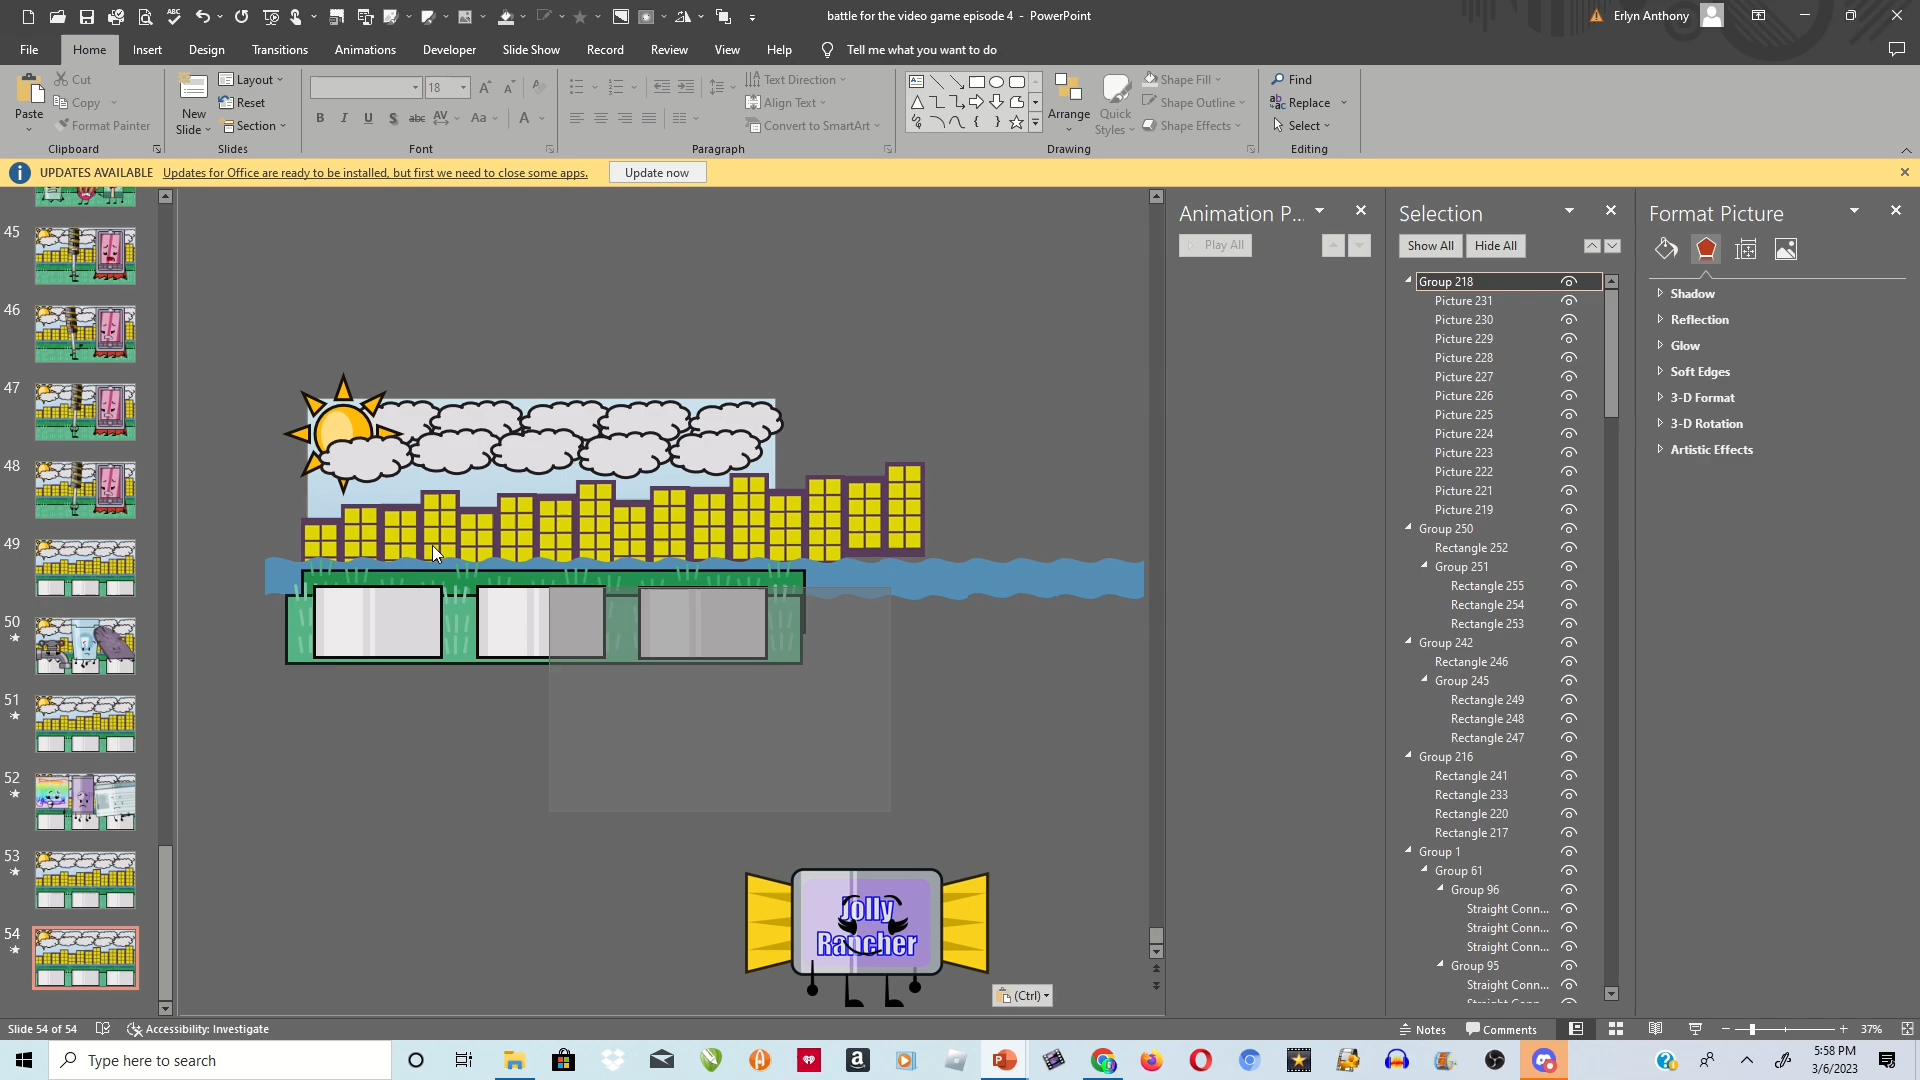 battle for the video game episode 4 - PowerPoint
Erlyn Anthony
File Home Insert Design Transitions Animations Developer Slide Show Record Review View Help Tell me what you want to do
Paste
Cut
Copy
Format Painter
Clipboard
New Slide
Layout
Reset
Section
Slides
18
B I U S abc AV Aa A
Font
Text Direction
Align Text
Convert to SmartArt
Paragraph
Arrange
Quick Styles
Shape Fill
Shape Outline
Shape Effects
Drawing
Find
Replace
Select
Editing
UPDATES AVAILABLE Updates for Office are ready to be installed, but first we need to close some apps. Update now
45
46
47
48
49
50
51
52
53
54
Jolly
Rancher
(Ctrl)
Animation P...
Play All
Selection
Show All Hide All
Group 218
Picture 231
Picture 230
Picture 229
Picture 228
Picture 227
Picture 226
Picture 225
Picture 224
Picture 223
Picture 222
Picture 221
Picture 219
Group 250
Rectangle 252
Group 251
Rectangle 255
Rectangle 254
Rectangle 253
Group 242
Rectangle 246
Group 245
Rectangle 249
Rectangle 248
Rectangle 247
Group 216
Rectangle 241
Rectangle 233
Rectangle 220
Rectangle 217
Group 1
Group 61
Group 96
Straight Conn...
Straight Conn...
Straight Conn...
Group 95
Straight Conn...
Format Picture
Shadow
Reflection
Glow
Soft Edges
3-D Format
3-D Rotation
Artistic Effects
Slide 54 of 54 Accessibility: Investigate Notes Comments 37%
Type here to search
5:58 PM
3/6/2023